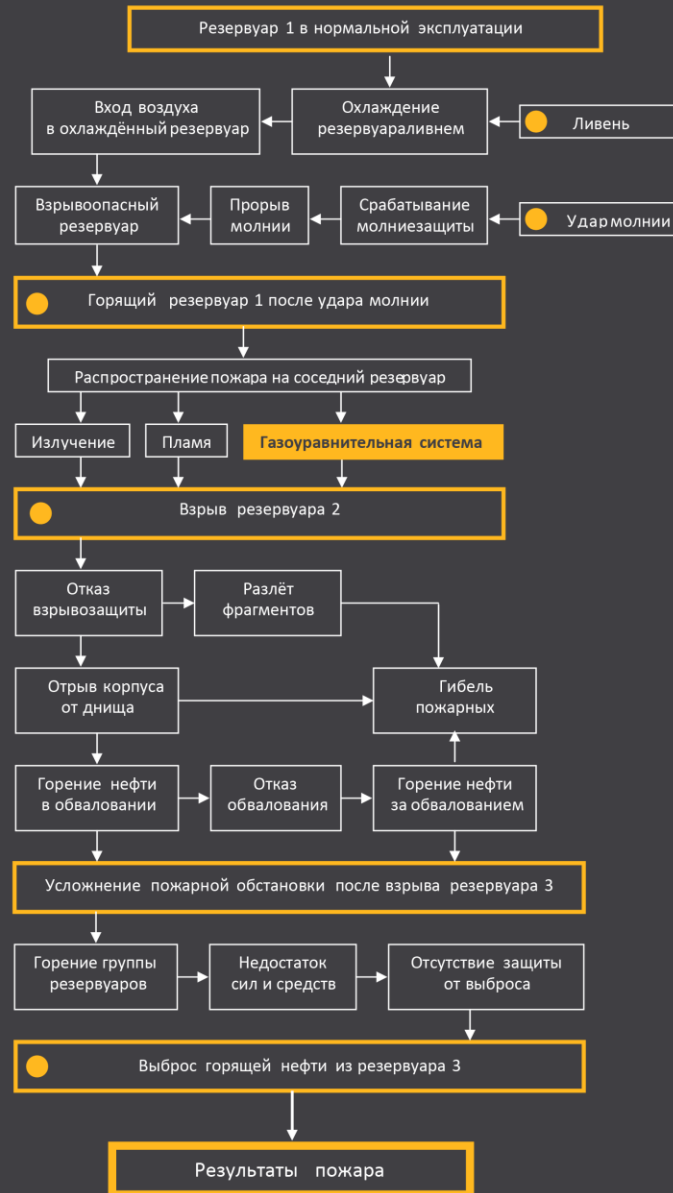 Резервуар 1 в нормальной эксплуатации
Вход воздуха
в охлаждённый резервуар
Охлаждение
резервуараливнем
Ливень
Взрывоопасный
резервуар
Прорыв
молнии
Срабатывание
молниезащиты
Удар молнии
Горящий резервуар 1 после удара молнии
Распространение пожара на соседний резервуар
Излучение
Пламя
Газоуравнительная система
Взрыв резервуара 2
Отказ
взрывозащиты
Разлёт
фрагментов
Отрыв корпуса
от днища
Гибель
пожарных
Горение нефти
в обваловании
Отказ
обвалования
Горение нефти
за обвалованием
Усложнение пожарной обстановки после взрыва резервуара 3
Горение группы
резервуаров
Недостаток
сил и средств
Отсутствие защиты
от выброса
Выброс горящей нефти из резервуара 3
Результаты пожара